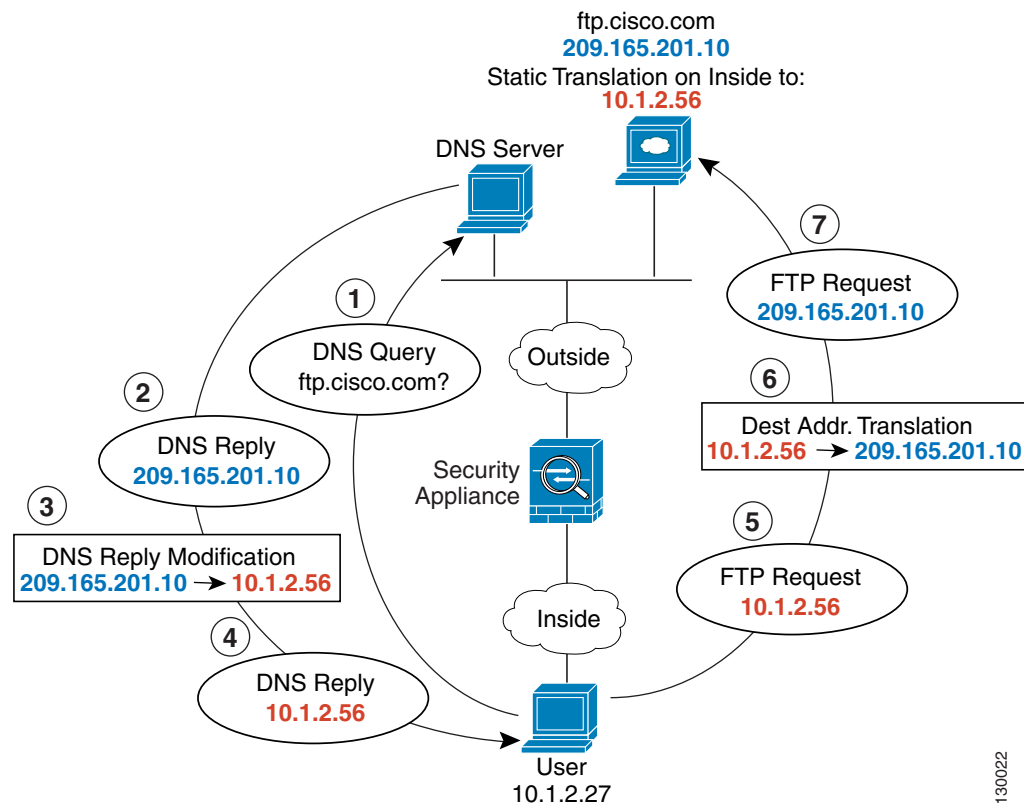 ftp.cisco.com
209.165.201.10
Static Translation on Inside to:
10.1.2.56
DNS Server
7
FTP Request
209.165.201.10
1
DNS Query
ftp.cisco.com?
Outside
2
DNS Reply
209.165.201.10
6
Dest Addr. Translation
10.1.2.56 → 209.165.201.10
Security
Appliance
3
DNS Reply Modification
209.165.201.10 → 10.1.2.56
5
FTP Request
10.1.2.56
Inside
4
DNS Reply
10.1.2.56
User
10.1.2.27
130022